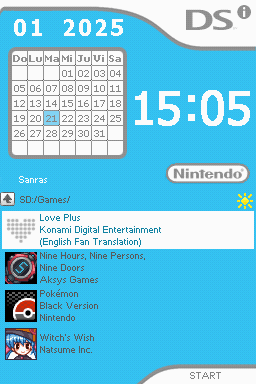 01 2025
DS i
Do Lu Ma Mi Ju Vi Sa
01 02 03 04
05 06 07 08 09 10 11
12 13 14 15 16 17 18
19 20 21 22 23 24 25
26 27 28 29 30 31
15:05
Nintendo
Sanras
SD:/Games/
Love Plus
Konami Digital Entertainment
(English Fan Translation)
Nine Hours, Nine Persons,
Nine Doors
Aksys Games
Pokémon
Black Version
Nintendo
Witch's Wish
Natsume Inc.
START